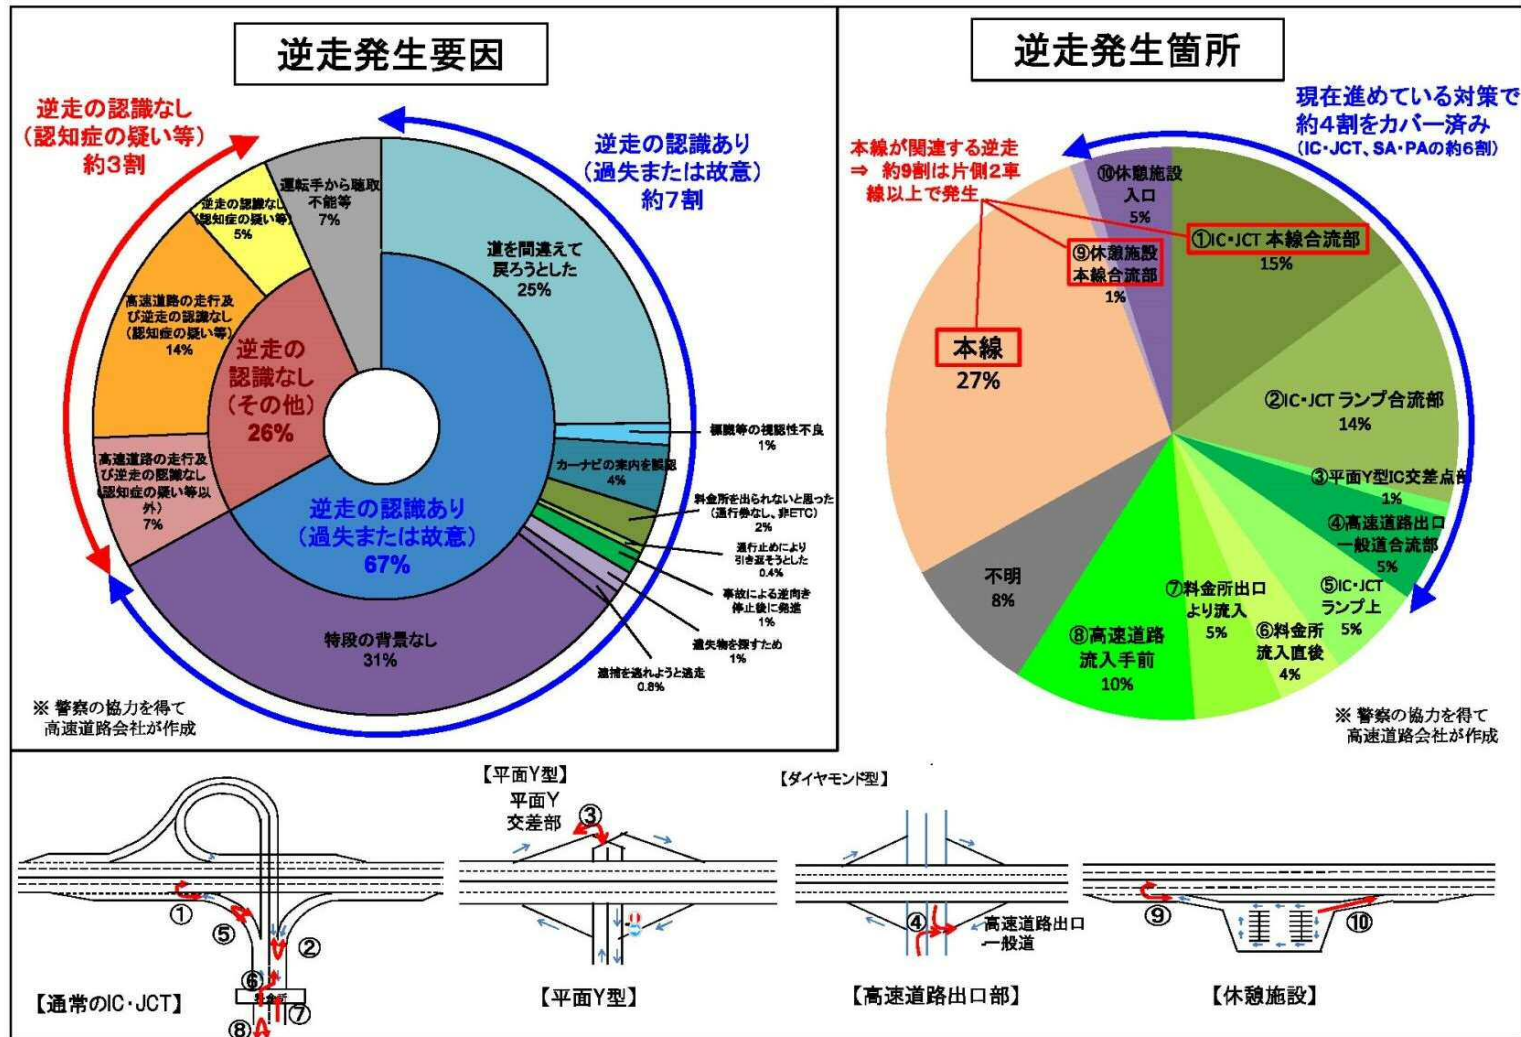 逆走発生要因
逆走の認識なし
(認知症の疑い等)
約3割
逆走の認識あり
(過失または故意)
約7割
運転手から聴取
不能等
7%
逆走の認識なし
(認知症の疑い等)
5%
道を間違えて
戻ろうとした
25%
高速道路の走行及
び逆走の認識なし
(認知症の疑い等)
14%
逆走の
認識なし
(その他)
26%
標識等の視認性不良
1%
カーナビの案内を誤認
4%
高速道路の走行及
び逆走の認識なし
(認知症の疑い等以
外)
7%
逆走の認識あり
(過失または故意)
67%
料金所を出られないと思った
(通行券なし、非ETC)
2%
通行止めにより
引き返そうとした
0.4%
事故による逆向き
停止後に発進
1%
遺失物を探すため
1%
逮捕を逃れようと逃走
0.8%
特段の背景なし
31%
※ 警察の協力を得て
高速道路会社が作成
逆走発生箇所
現在進めている対策で
約4割をカバー済み
(IC・JCT、SA・PAの約6割)
本線が関連する逆走
⇒ 約9割は片側2車
線以上で発生
⑩休憩施設
入口
5%
①IC・JCT 本線合流部
15%
⑨休憩施設
本線合流部
1%
本線
27%
②IC・JCT ランプ合流部
14%
③平面Y型IC交差点部
1%
④高速道路出口
一般道合流部
5%
⑤IC・JCT
ランプ上
5%
⑥料金所
流入直後
4%
⑦料金所出口
より流入
5%
⑧高速道路
流入手前
10%
不明
8%
※ 警察の協力を得て
高速道路会社が作成
①
⑤
②
⑥
料金所
⑦
⑧
【通常のIC・JCT】
【平面Y型】
平面Y
交差部
③
【平面Y型】
【ダイヤモンド型】
④
高速道路出口
一般道
【高速道路出口部】
⑨
⑩
【休憩施設】